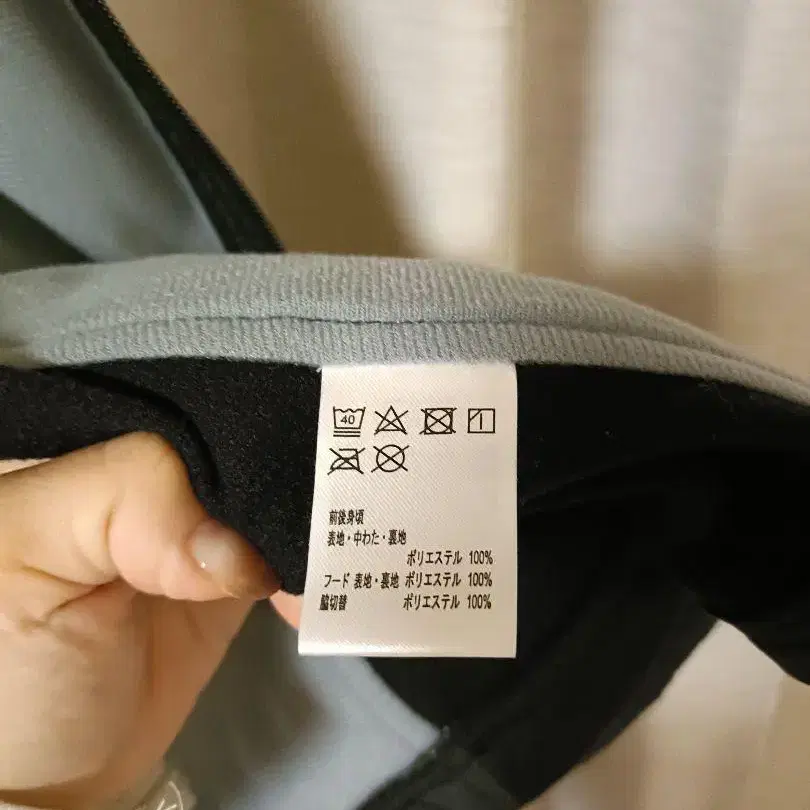 40
前後身頃
表地・中わた・裏地
ポリエステル 100%
フード 表地・裏地 ポリエステル 100%
脇切替 ポリエステル 100%